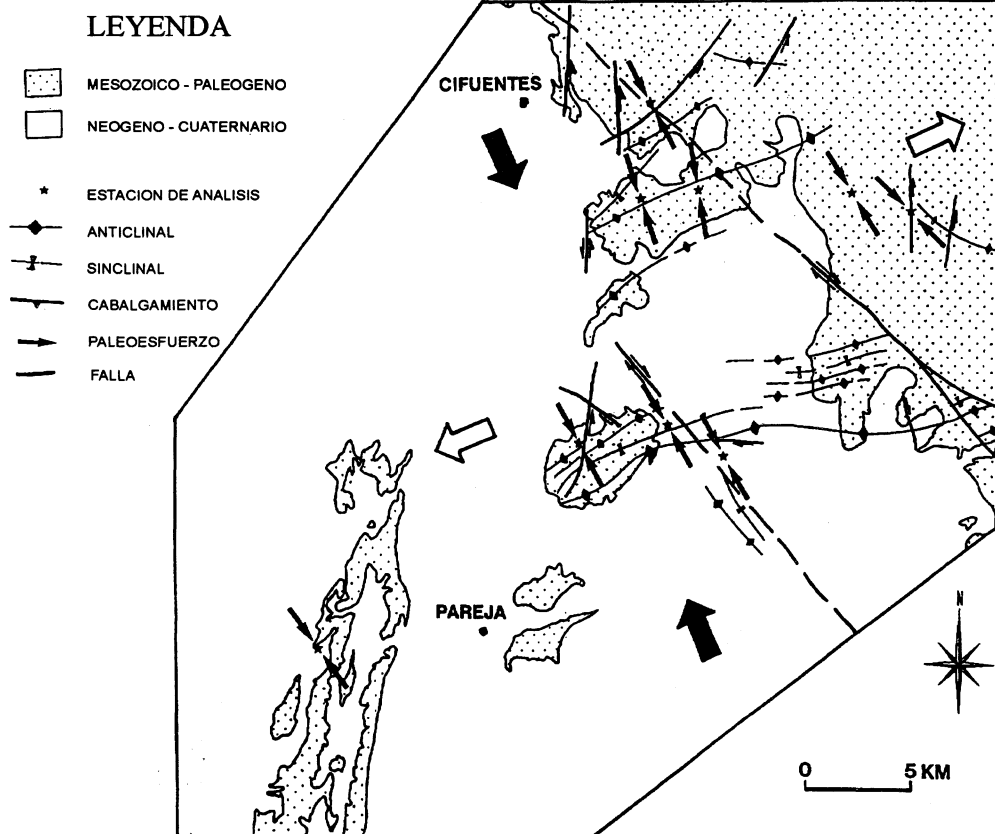 LEYENDA
MESOZOICO - PALEOGENO
NEOGENO - CUATERNARIO
ESTACION DE ANALISIS
ANTICLINAL
SINCLINAL
CABALGAMIENTO
PALEOESFUERZO
FALLA
CIFUENTES
PAREJA
N
0 5 KM